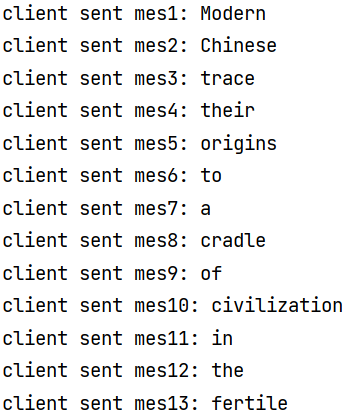 client sent mes1: Modern
client sent mes2: Chinese
client sent mes3: trace
client sent mes4: their
client sent mes5: origins
client sent mes6: to
client sent mes7: a
client sent mes8: cradle
client sent mes9: of
client sent mes10: civilization
client sent mes11: in
client sent mes12: the
client sent mes13: fertile